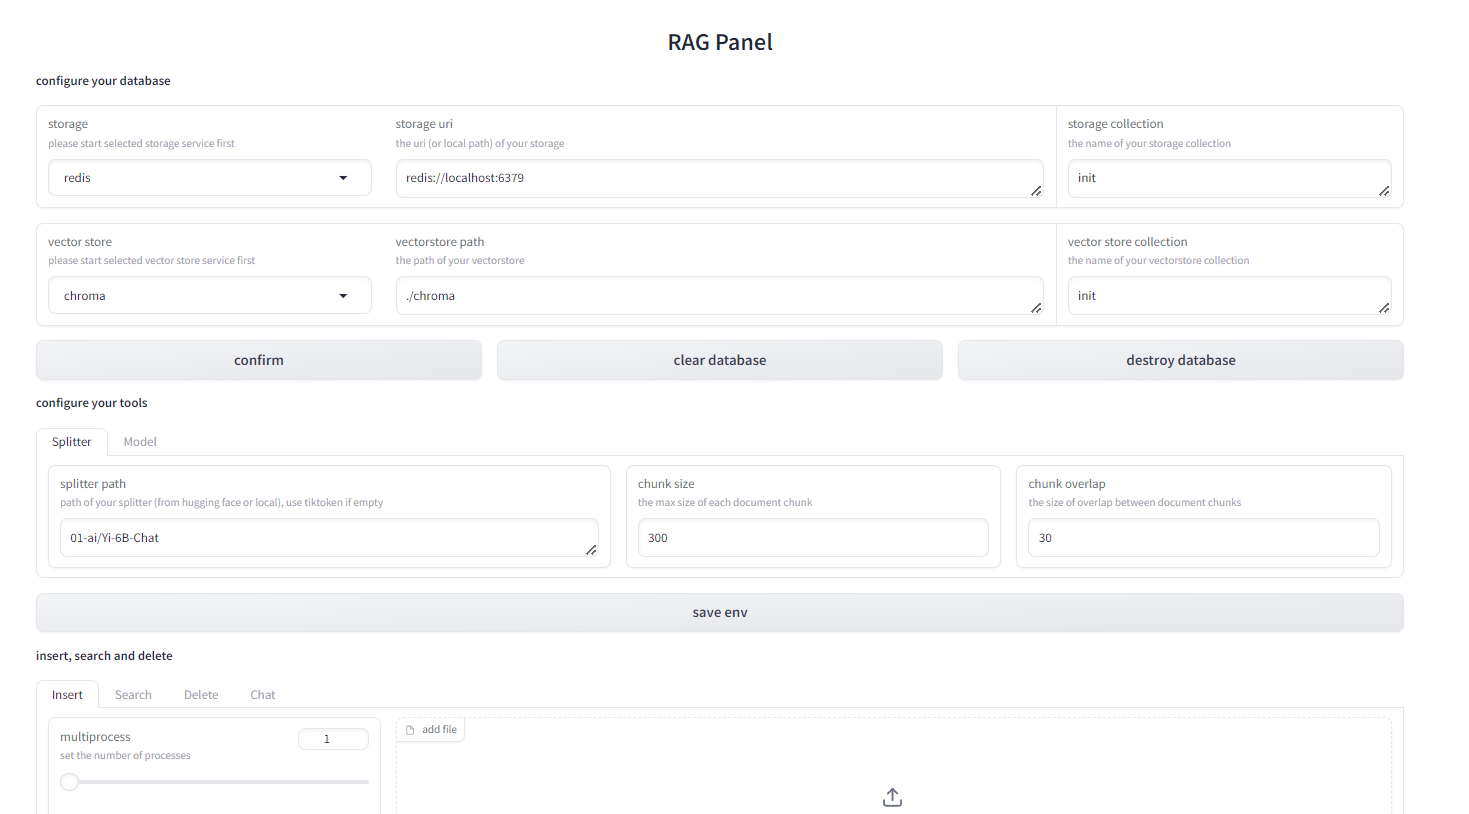 RAG Panel
configure your database
storage
please start selected storage service first
redis
storage uri
the uri (or local path) of your storage
redis://localhost:6379
storage collection
the name of your storage collection
init
vector store
please start selected vector store service first
chroma
vectorstore path
the path of your vectorstore
./chroma
vector store collection
the name of your vectorstore collection
init
confirm
clear database
destroy database
configure your tools
Splitter
Model
splitter path
path of your splitter (from hugging face or local), use tiktoken if empty
01-ai/Yi-6B-Chat
chunk size
the max size of each document chunk
300
chunk overlap
the size of overlap between document chunks
30
save env
insert, search and delete
Insert
Search
Delete
Chat
multiprocess
1
set the number of processes
add file